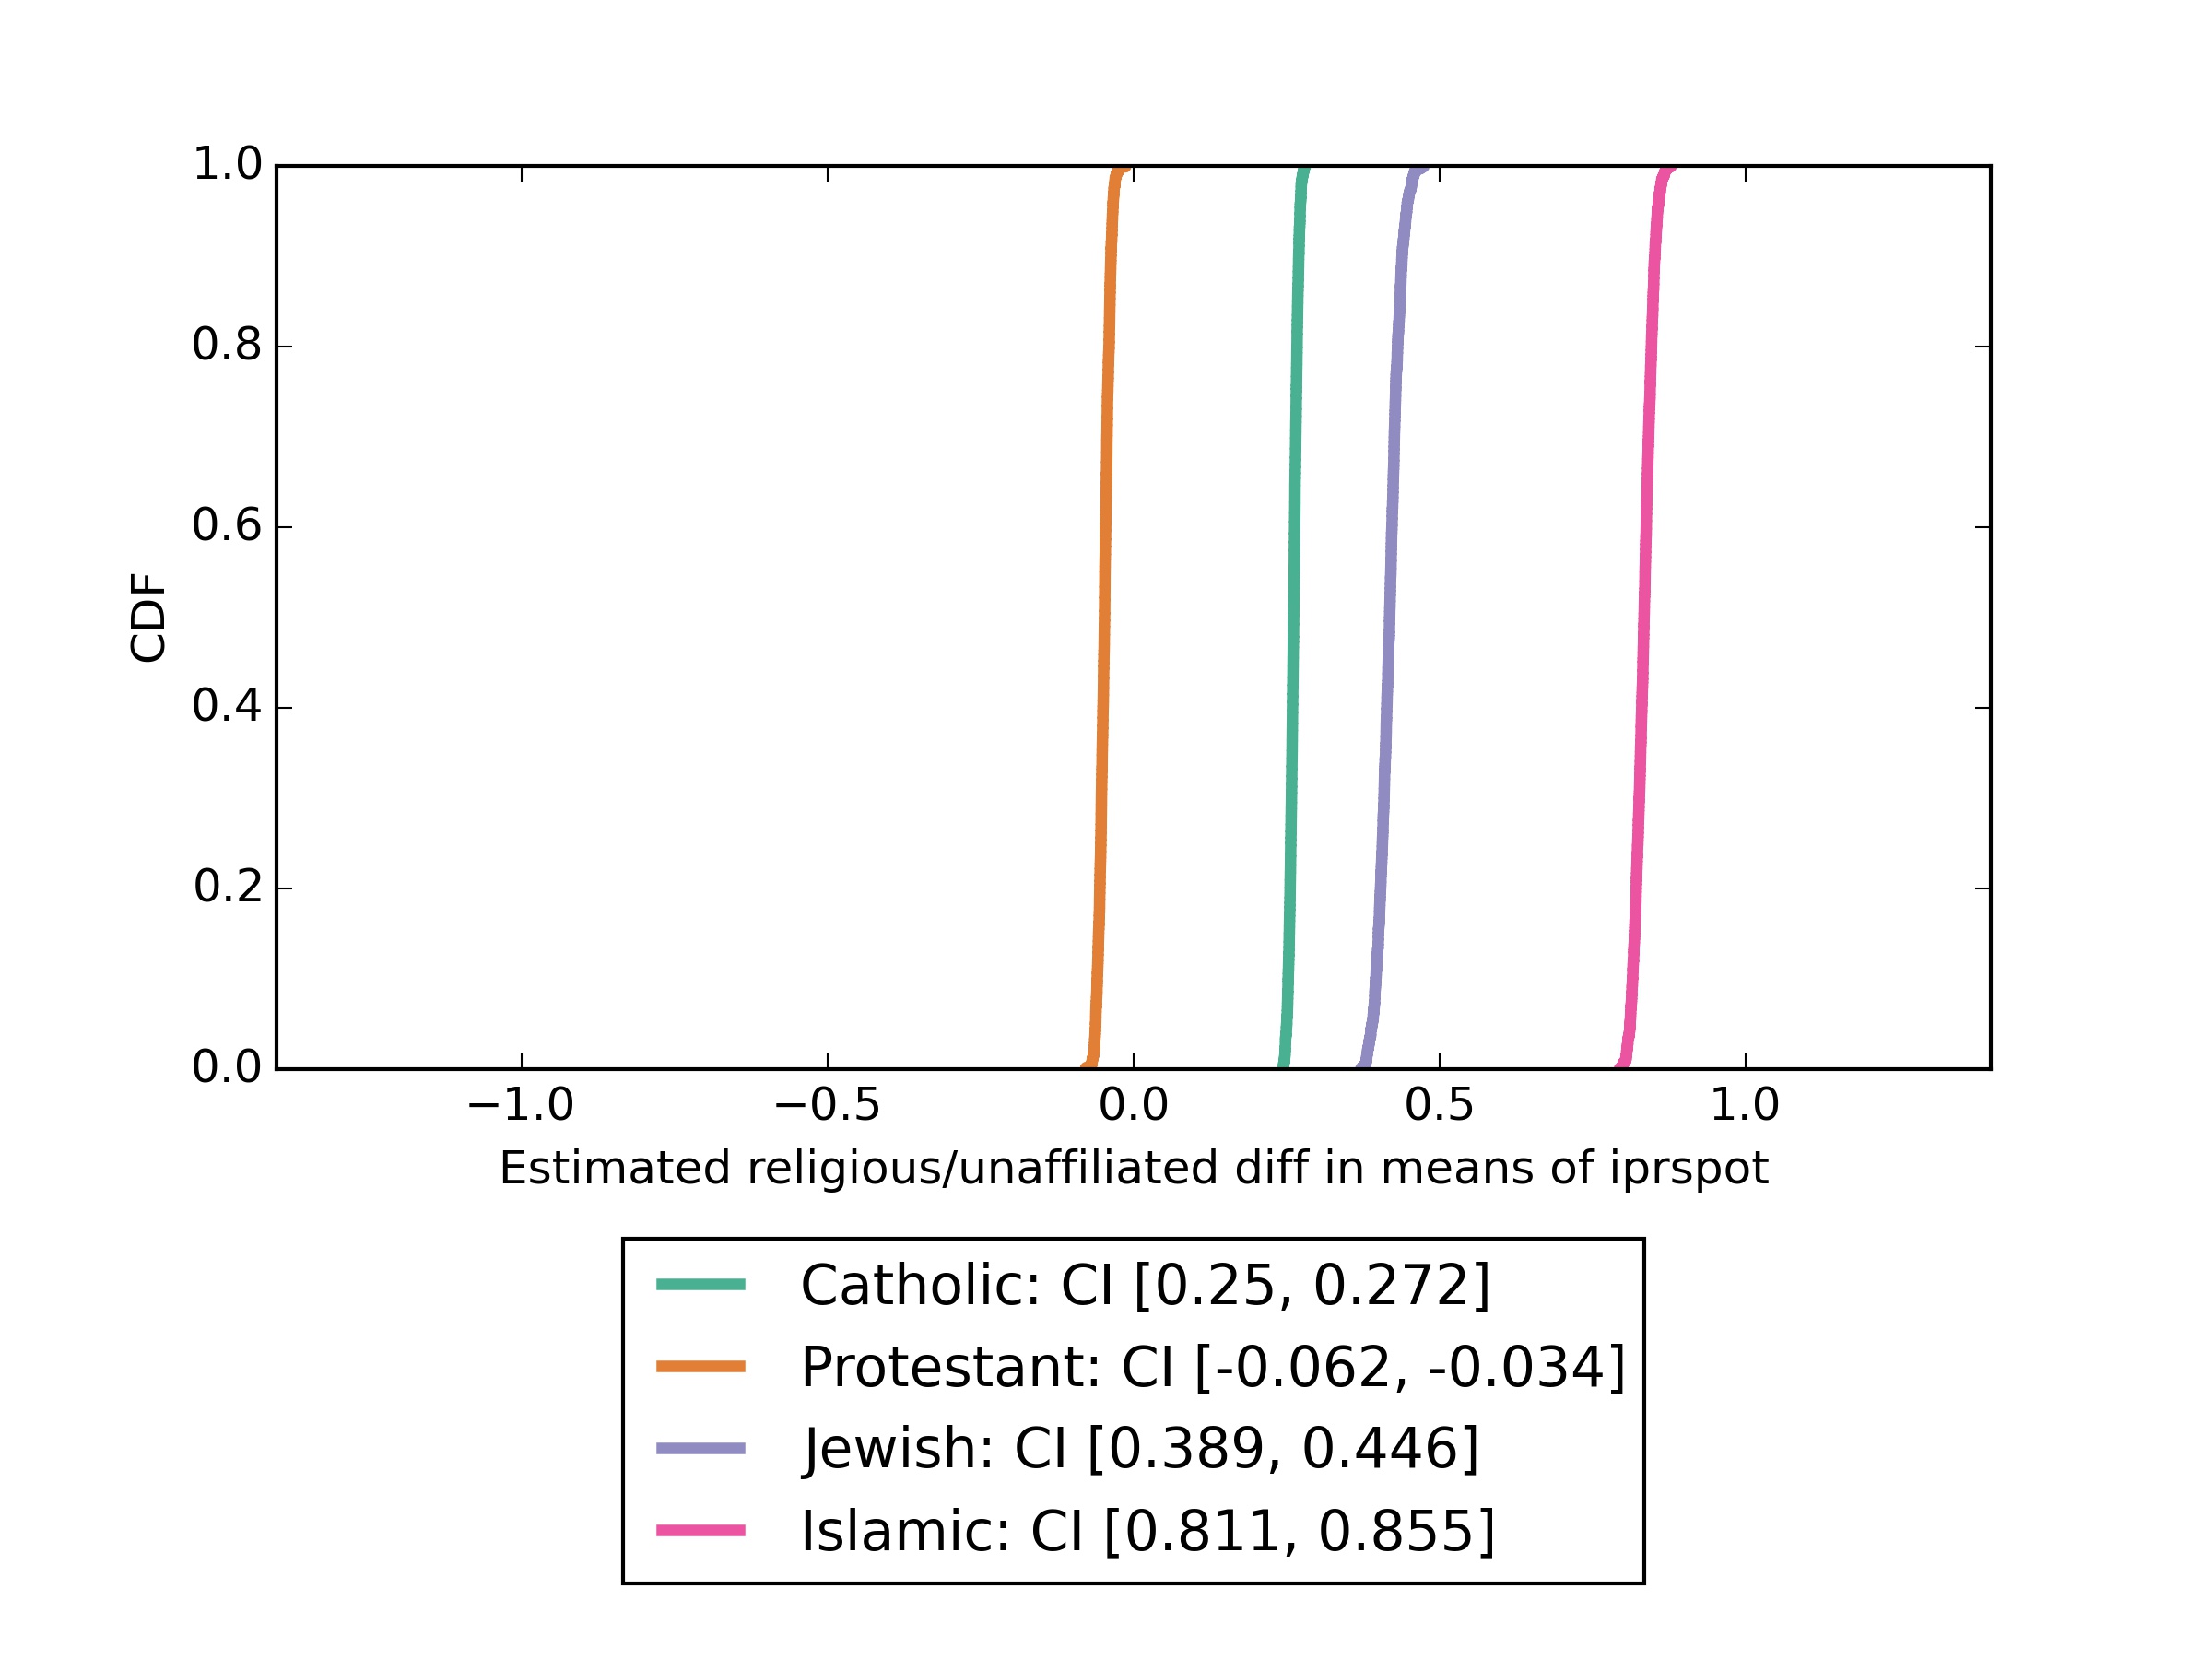 1.0
0.8
0.6
0.4
0.2
0.0
CDF
−1.0 −0.5 0.0 0.5 1.0
Estimated religious/unaffiliated diff in means of iprspot
Catholic: CI [0.25, 0.272]
Protestant: CI [-0.062, -0.034]
Jewish: CI [0.389, 0.446]
Islamic: CI [0.811, 0.855]